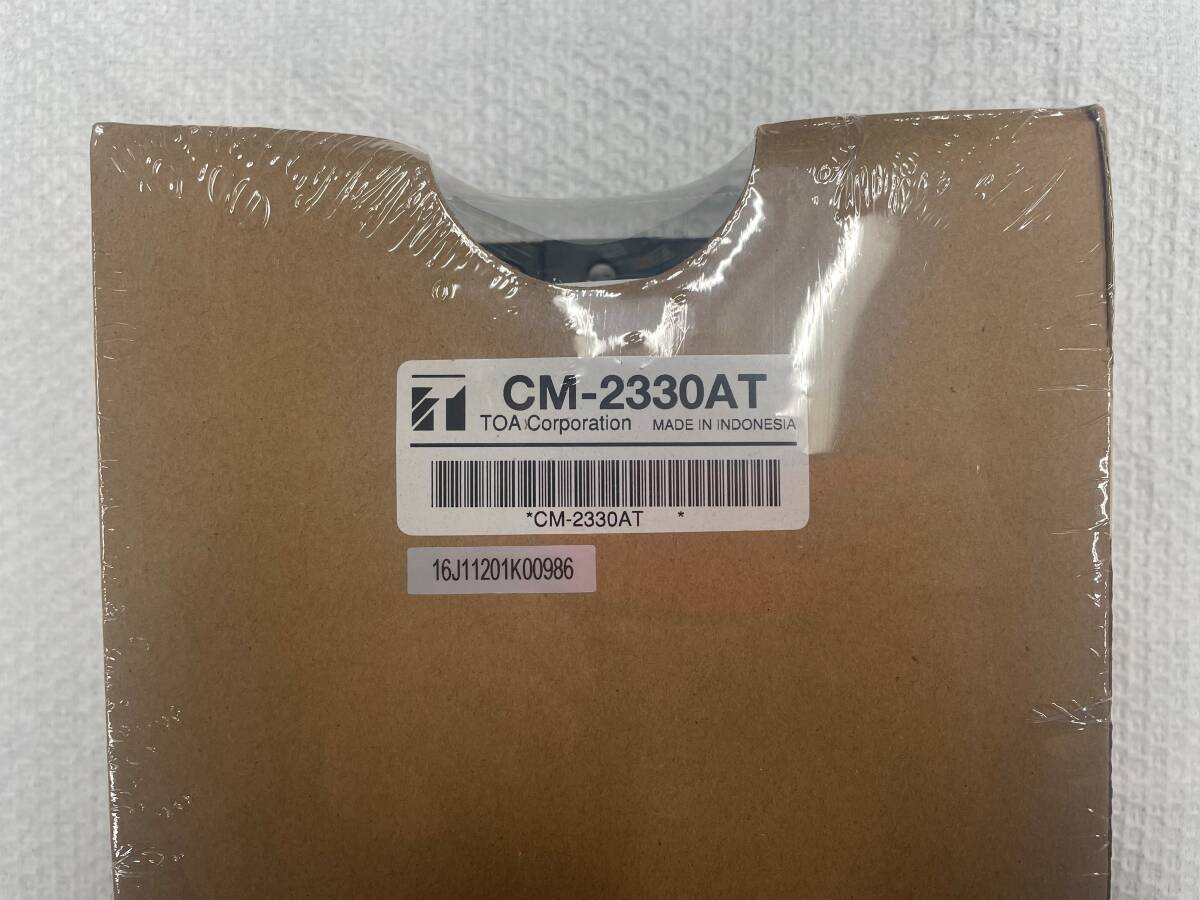 CM-2330AT
TOA Corporation MADE IN INDONESIA
*CM-2330AT *
16J11201K00986